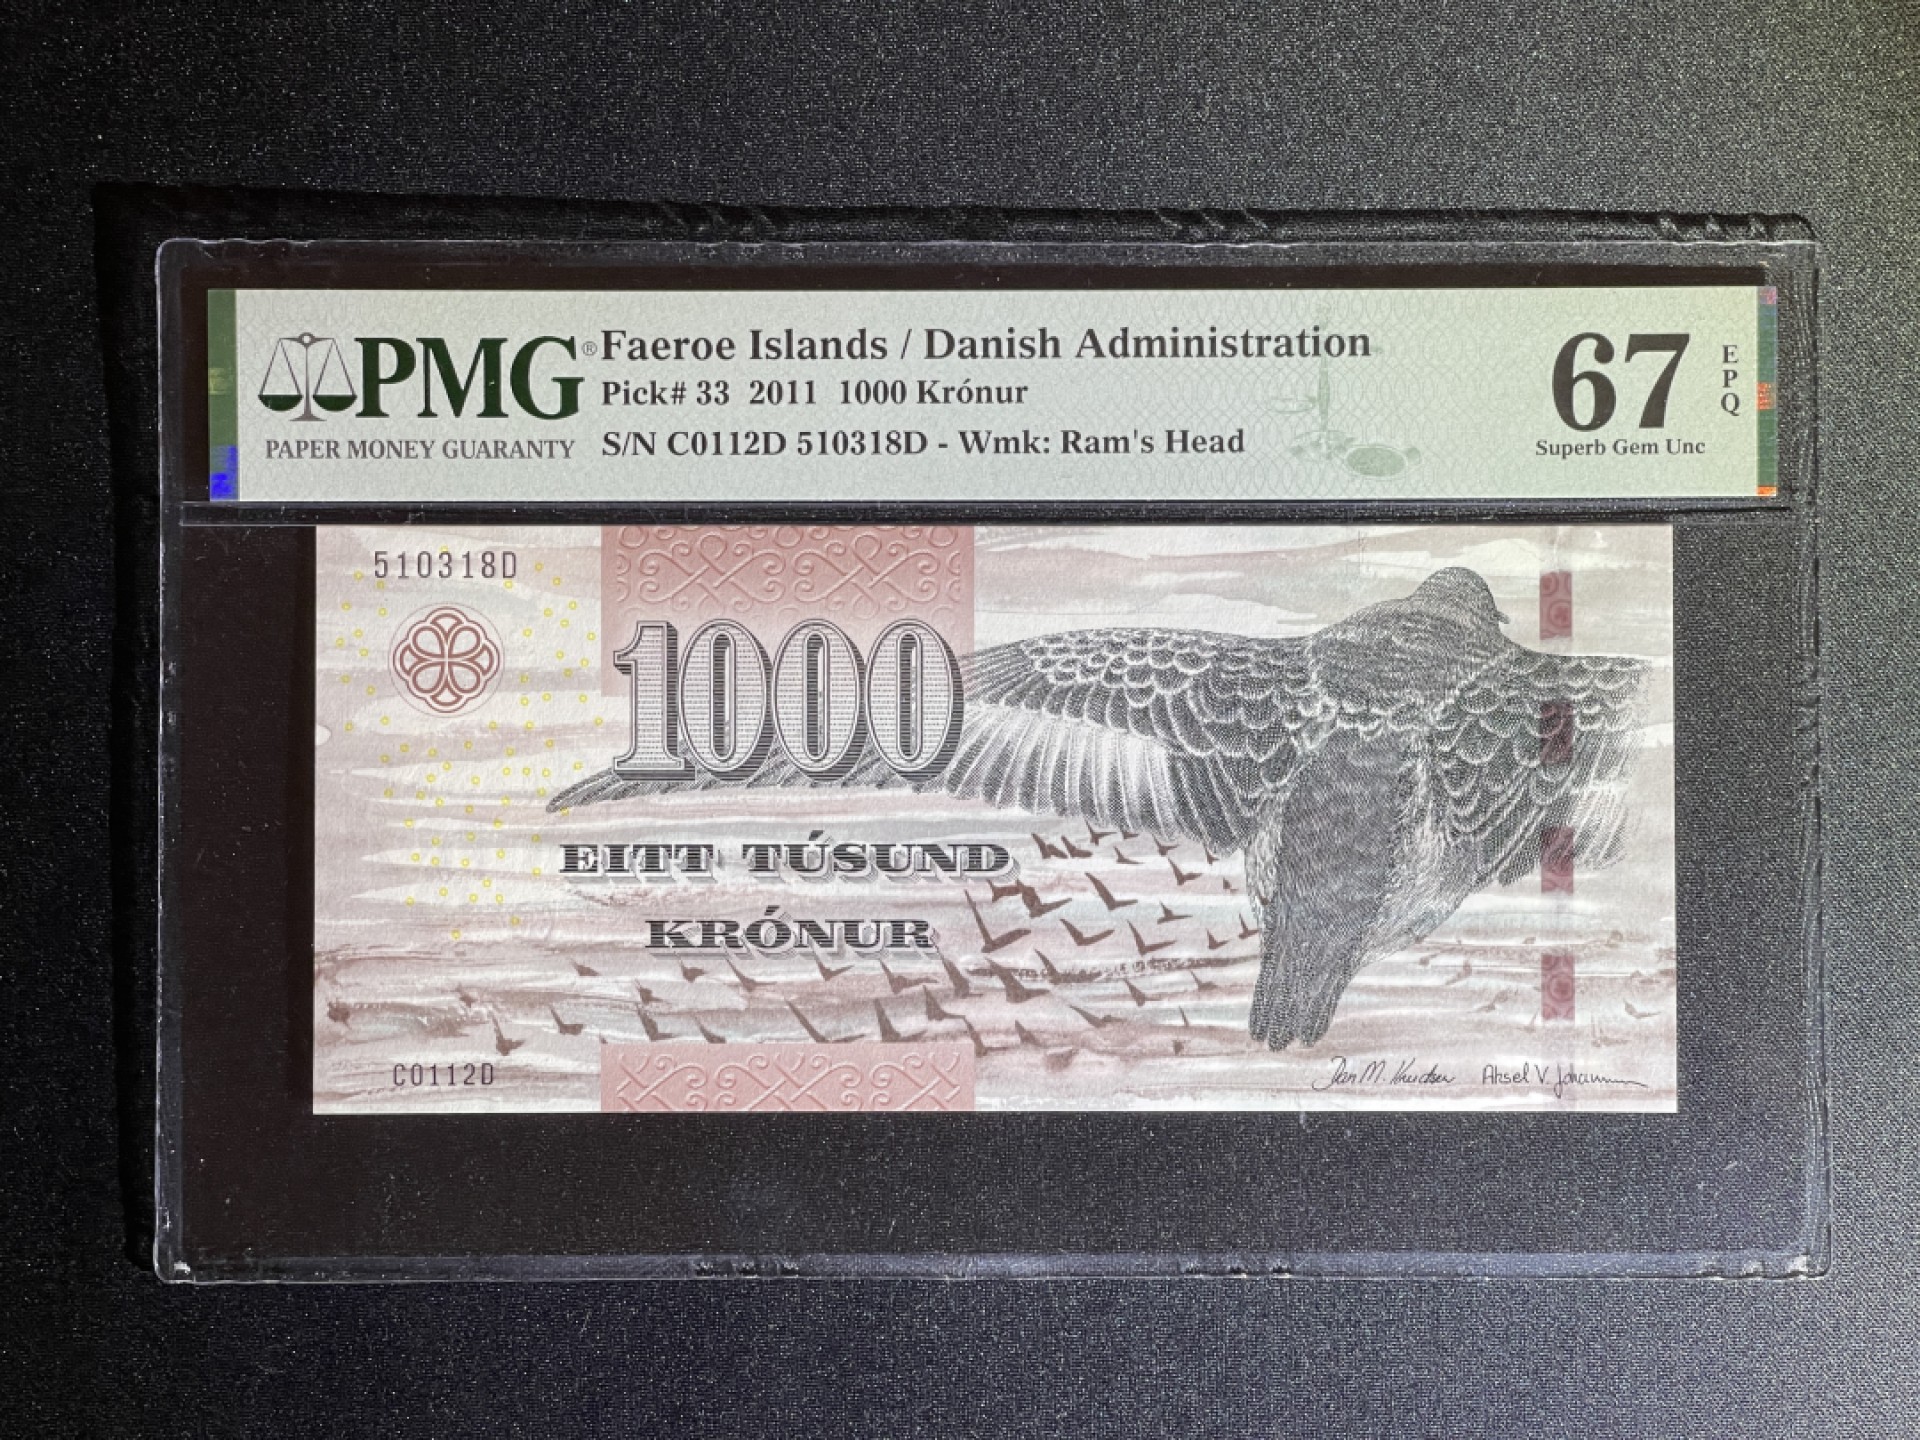 PMG®
PAPER MONEY GUARANTY
Faeroe Islands / Danish Administration
Pick# 33 2011 1000 Krónur
S/N C0112D 510318D - Wmk: Ram's Head
67
EPQ
Superb Gem Unc
510318D
1000
EITT TÚSUND
KRÓNUR
C0112D